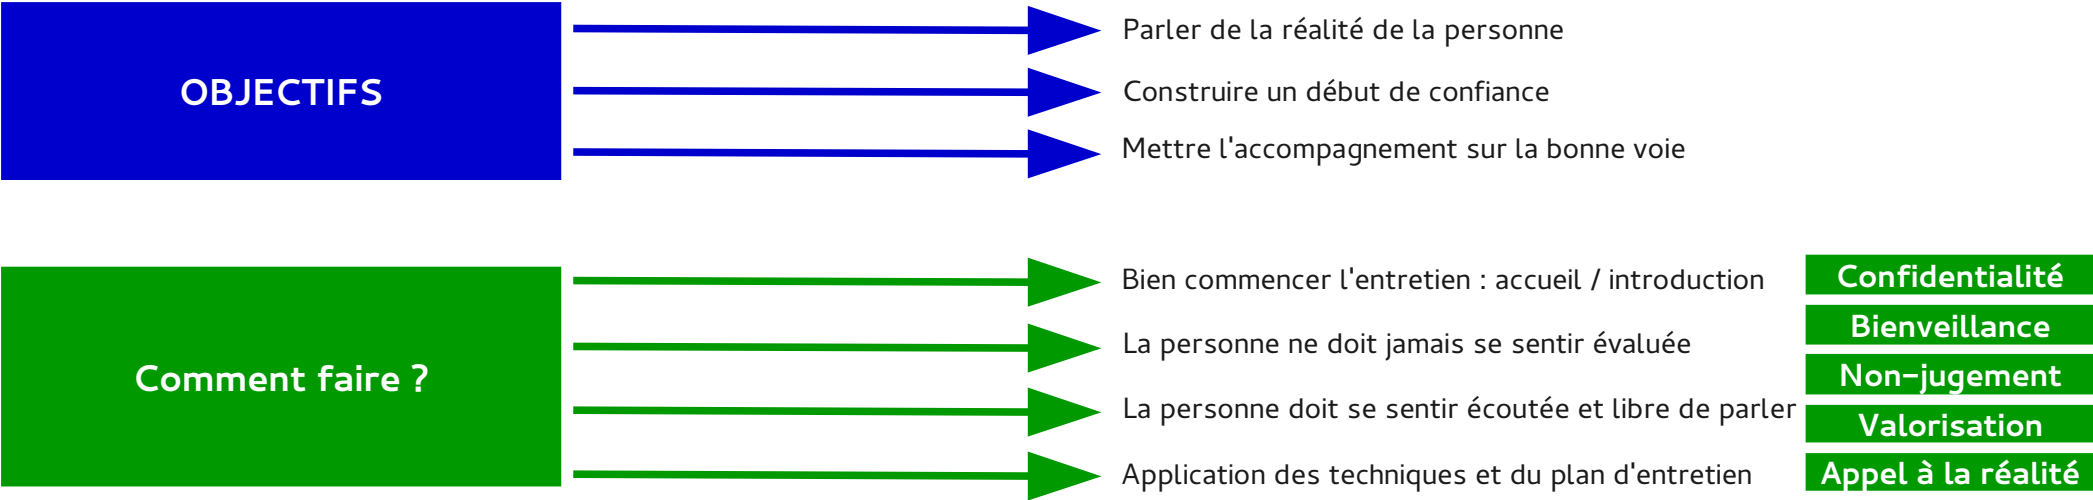 OBJECTIFS
Parler de la réalité de la personne
Construire un début de confiance
Mettre l'accompagnement sur la bonne voie
Comment faire ?
Bien commencer l'entretien : accueil / introduction
La personne ne doit jamais se sentir évaluée
La personne doit se sentir écoutée et libre de parler
Application des techniques et du plan d'entretien
Confidentialité
Bienveillance
Non-jugement
Valorisation
Appel à la réalité